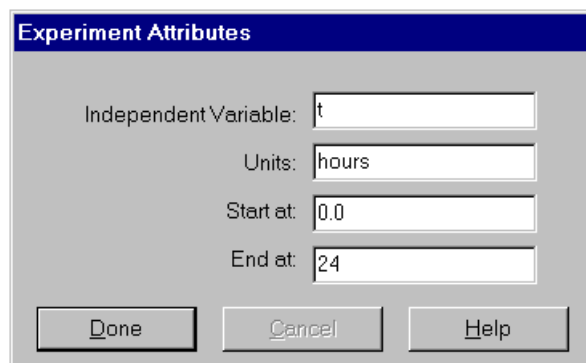 Experiment Attributes
Independent Variable: t
Units: hours
Start at: 0.0
End at: 24
Done Cancel Help